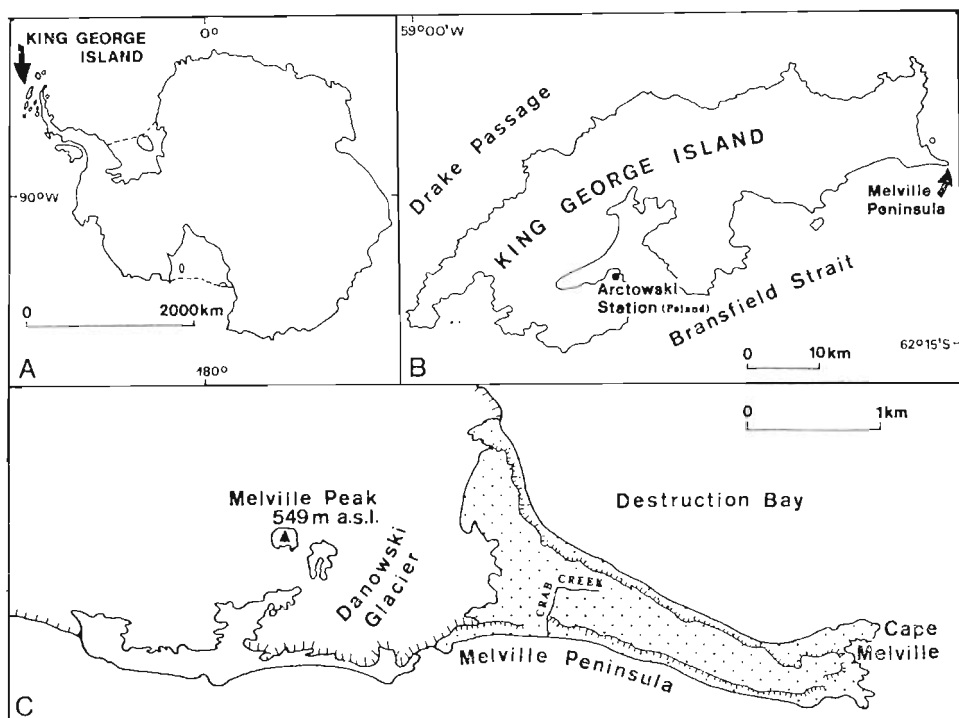 0°
KING GEORGE
ISLAND
90°W
0 2000km
A
180°
59°00'W
Drake Passage
KING GEORGE ISLAND
Melville
Peninsula
Arctowski
Station (Poland)
Bransfield Strait
62°15'S
0 10km
B
0 1km
Melville Peak
549m a.s.l.
Destruction Bay
Danowski
Glacier
CRAB CREEK
Cape
Melville
Melville Peninsula
C